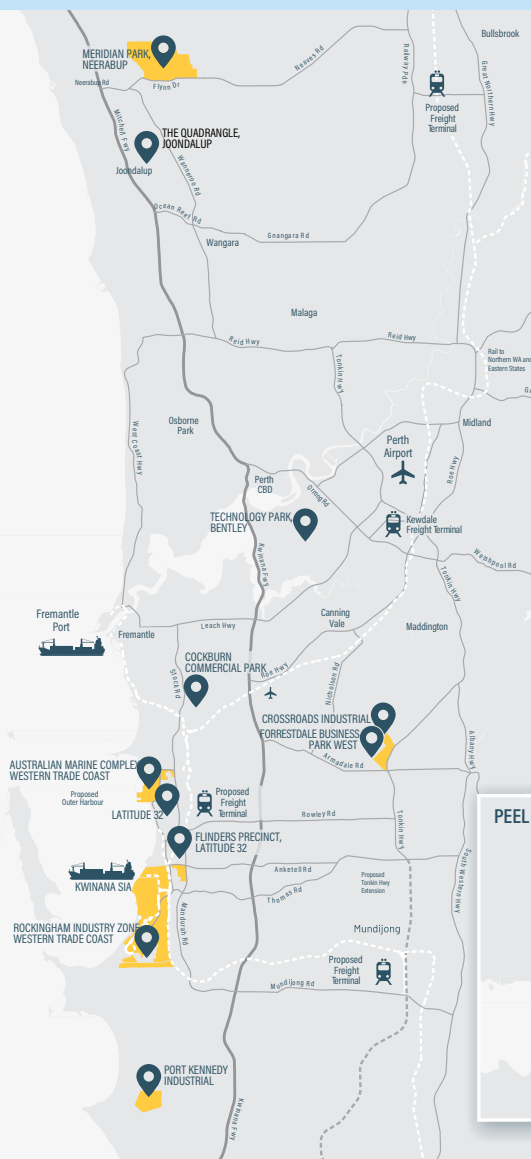 Bullsbrook
MERIDIAN PARK,
NEERABUP
Neaves Rd
Railway Pde
Great Northern Hwy
Neerabup Rd
Flynn Dr
Proposed
Freight
Terminal
Mitchell Fwy
THE QUADRANGLE,
JOONDALUP
Joondalup
Wanneroo Rd
Ocean Reef Rd
Gnangara Rd
Wangara
Malaga
Reid Hwy
Reid Hwy
Rail to
Northern WA and
Eastern States
Tonkin Hwy
G
Osborne
Park
Midland
West Coast Hwy
Perth
Airport
Roe Hwy
Perth
CBD
Orrong Rd
TECHNOLOGY PARK,
BENTLEY
Kewdale
Freight Terminal
Kwinana Fwy
Welshpool Rd
Tonkin Hwy
Fremantle
Port
Fremantle
Leach Hwy
Canning
Vale
Maddington
COCKBURN
COMMERCIAL PARK
Roe Hwy
Stock Rd
Nicholson Rd
CROSSROADS INDUSTRIAL
FORRESTDALE BUSINESS
PARK WEST
Albany Hwy
AUSTRALIAN MARINE COMPLEX
WESTERN TRADE COAST
Armadale Rd
Proposed
Outer Harbour
LATITUDE 32
Proposed
Freight
Terminal
Rowley Rd
Tonkin Hwy
PEEL
FLINDERS PRECINCT,
LATITUDE 32
South Western Hwy
Anketell Rd
KWINANA SIA
Thomas Rd
Proposed
Tonkin Hwy
Extension
Mandurah Rd
ROCKINGHAM INDUSTRY ZONE
WESTERN TRADE COAST
Mundijong
Proposed
Freight
Terminal
Mundijong Rd
PORT KENNEDY
INDUSTRIAL
Kwinana Fwy